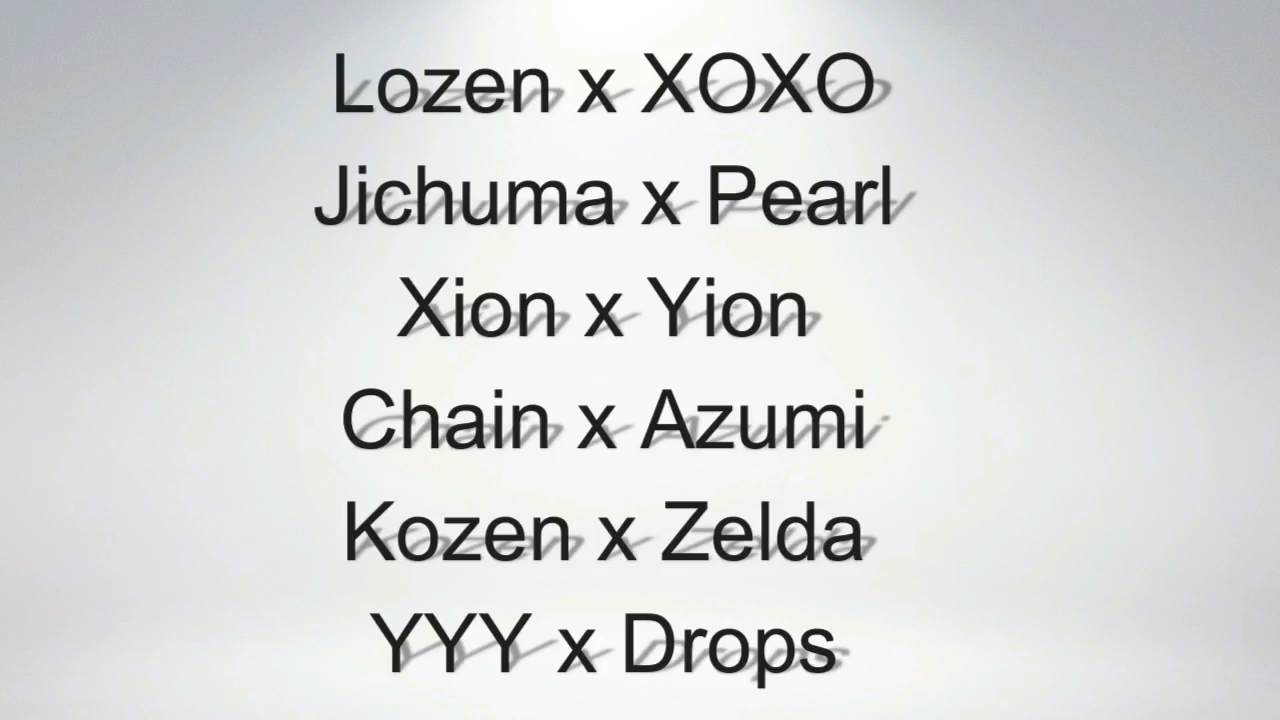 Lozen x XOXO
Jichuma x Pearl
Xion x Yion
Chain x Azumi
Kozen x Zelda
YYY x Drops